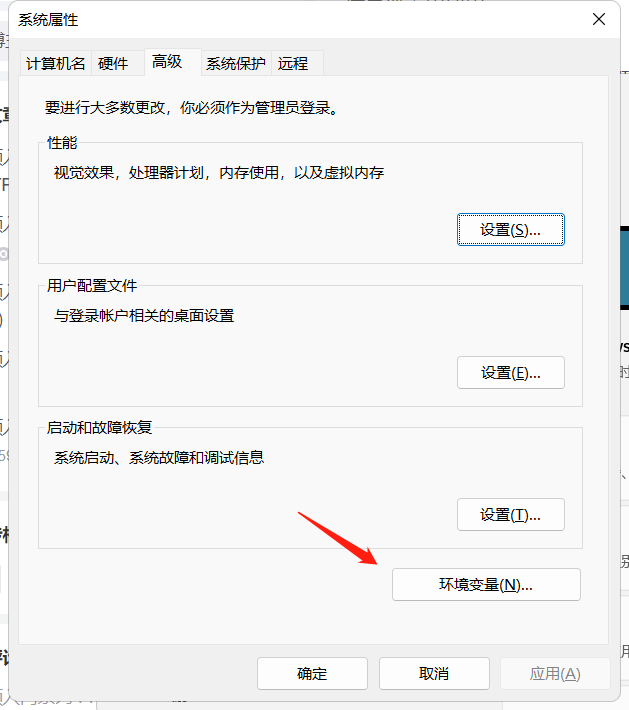 系统属性
计算机名 硬件 高级 系统保护 远程
要进行大多数更改，你必须作为管理员登录。
性能
视觉效果，处理器计划，内存使用，以及虚拟内存
设置(S)...
用户配置文件
与登录帐户相关的桌面设置
设置(E)...
启动和故障恢复
系统启动、系统故障和调试信息
设置(T)...
环境变量(N)...
确定 取消 应用(A)